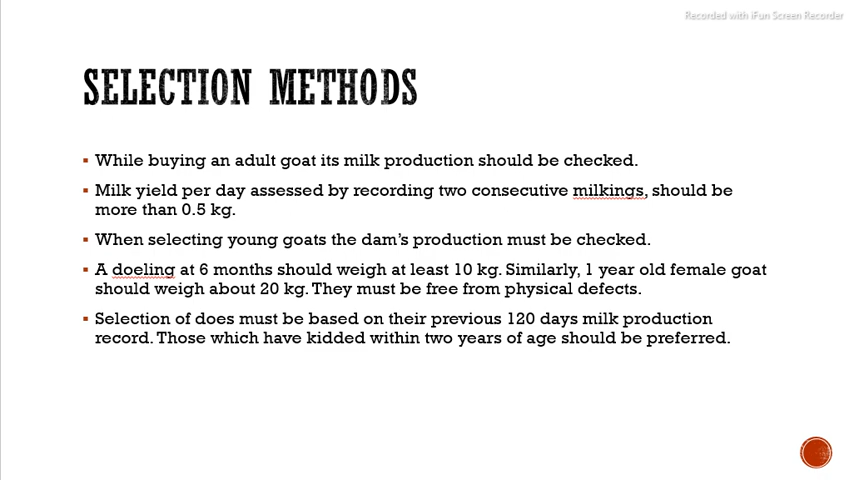 Recorded with iFun Screen Recorder
SELECTION METHODS
▪ While buying an adult goat its milk production should be checked.
▪ Milk yield per day assessed by recording two consecutive milkings, should be
more than 0.5 kg.
▪ When selecting young goats the dam's production must be checked.
▪ A doeling at 6 months should weigh at least 10 kg. Similarly, 1 year old female goat
should weigh about 20 kg. They must be free from physical defects.
▪ Selection of does must be based on their previous 120 days milk production
record. Those which have kidded within two years of age should be preferred.